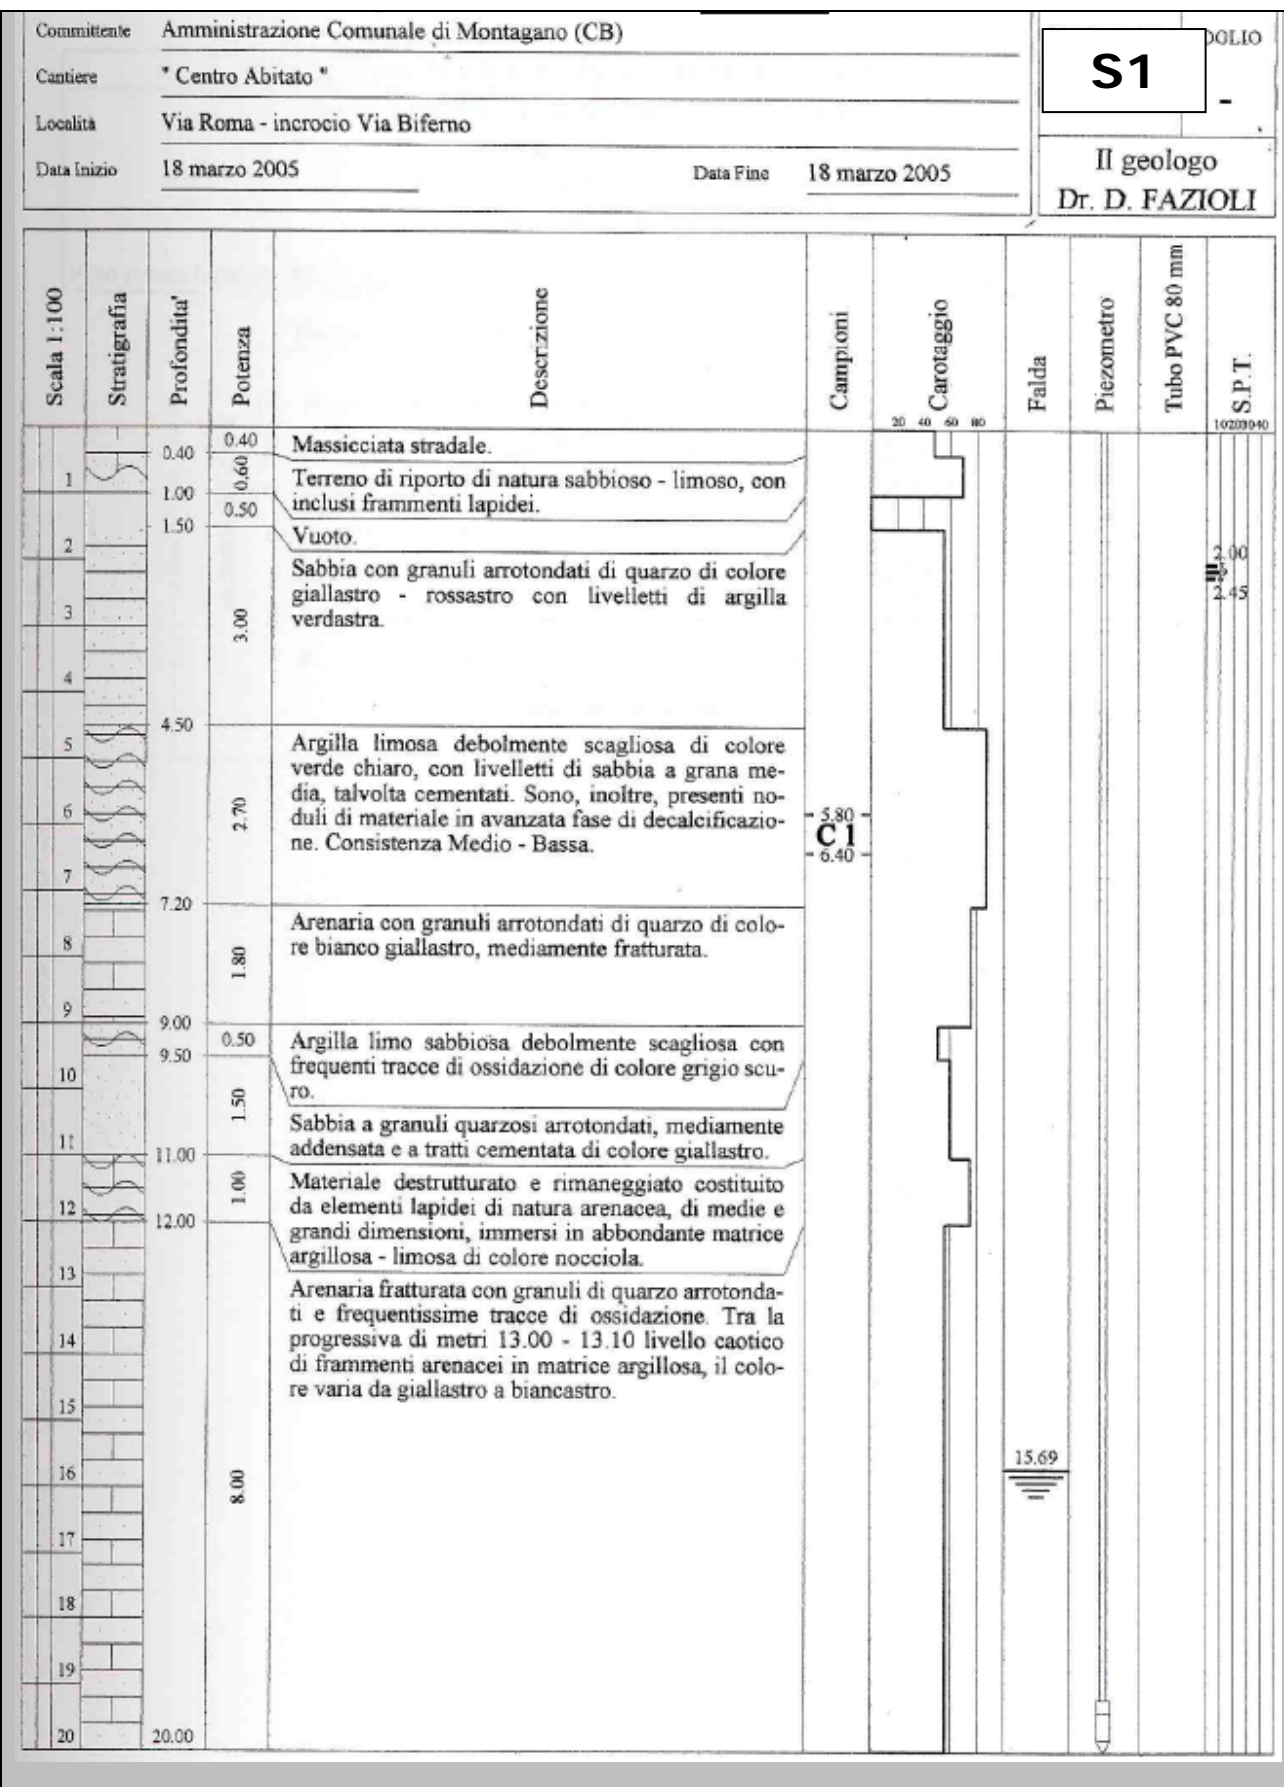 Committente Amministrazione Comunale di Montagano (CB)
OGLIO
S1
-
Cantiere " Centro Abitato "
Località Via Roma - incrocio Via Biferno
Data Inizio 18 marzo 2005 Data Fine 18 marzo 2005
Il geologo
Dr. D. FAZIOLI
Scala 1:100
Stratigrafia
Profondita'
Potenza
Descrizione
Campioni
Carotaggio
20 40 60 80
Falda
Piezometro
Tubo PVC 80 mm
S.P.T.
10203040
0.40
0.40
Massicciata stradale.
1
0.60
1.00
Terreno di riporto di natura sabbioso - limoso, con
inclusi frammenti lapidei.
0.50
1.50
Vuoto.
2
2.00
2.45
Sabbia con granuli arrotondati di quarzo di colore
giallastro - rossastro con livelletti di argilla
verdastra.
3
3.00
4
4.50
5
Argilla limosa debolmente scagliosa di colore
verde chiaro, con livelletti di sabbia a grana me-
dia, talvolta cementati. Sono, inoltre, presenti no-
duli di materiale in avanzata fase di decalcificazio-
ne. Consistenza Medio - Bassa.
6
2.70
5.80
C1
6.40
7
7.20
Arenaria con granuli arrotondati di quarzo di colo-
re bianco giallastro, mediamente fratturata.
8
1.80
9
9.00
0.50
9.50
Argilla limo sabbiosa debolmente scagliosa con
frequenti tracce di ossidazione di colore grigio scu-
ro.
10
1.50
Sabbia a granuli quarzosi arrotondati, mediamente
addensata e a tratti cementata di colore giallastro.
11
11.00
1.00
Materiale destrutturato e rimaneggiato costituito
da elementi lapidei di natura arenacea, di medie e
grandi dimensioni, immersi in abbondante matrice
argillosa - limosa di colore nocciola.
12
12.00
13
Arenaria fratturata con granuli di quarzo arrotonda-
ti e frequentissime tracce di ossidazione. Tra la
progressiva di metri 13.00 - 13.10 livello caotico
di frammenti arenacei in matrice argillosa, il colo-
re varia da giallastro a biancastro.
14
15
15.69
16
8.00
17
18
19
20
20.00